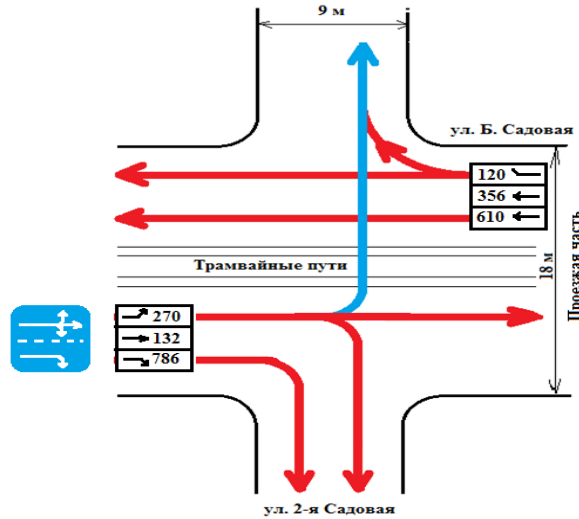 9 м
ул. Б. Садовая
120
356
610
Трамвайные пути
18 м
Проезжая часть
270
132
786
ул. 2-я Садовая